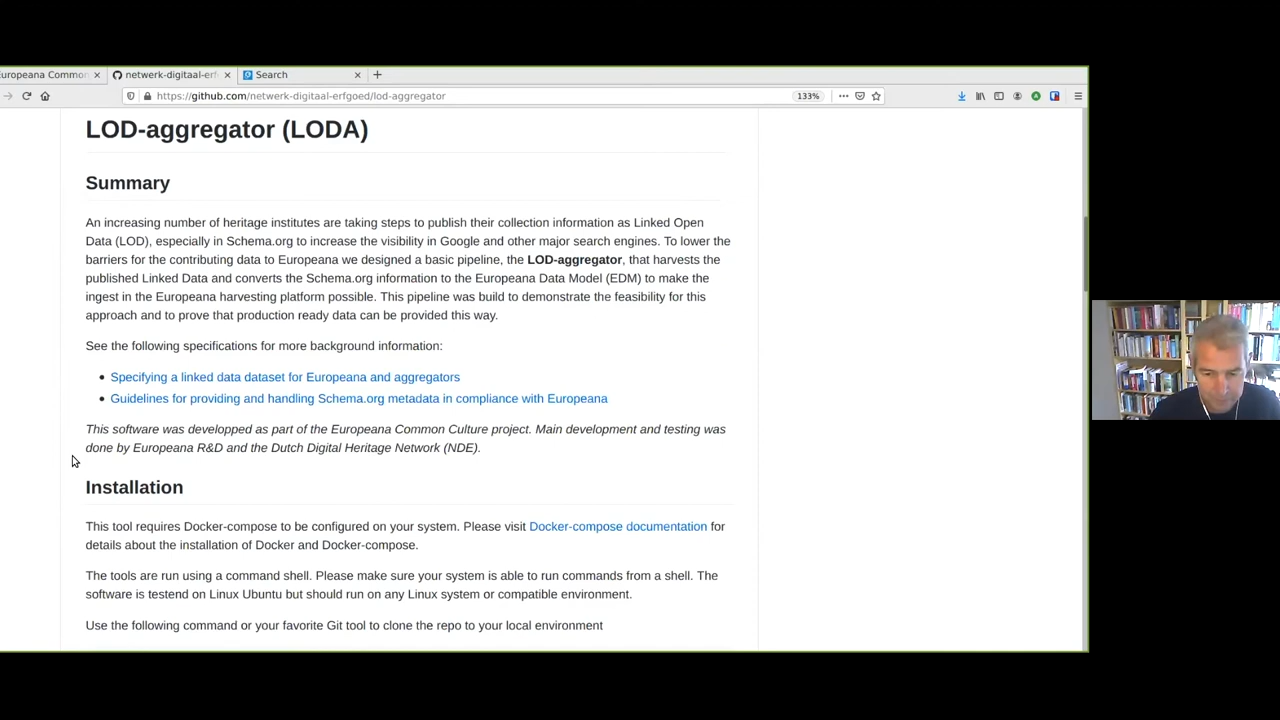 uropeana Common
netwerk-digitaal-erf
Search
https://github.com/netwerk-digitaal-erfgoed/lod-aggregator
133%
LOD-aggregator (LODA)
Summary
An increasing number of heritage institutes are taking steps to publish their collection information as Linked Open
Data (LOD), especially in Schema.org to increase the visibility in Google and other major search engines. To lower the
barriers for the contributing data to Europeana we designed a basic pipeline, the LOD-aggregator, that harvests the
published Linked Data and converts the Schema.org information to the Europeana Data Model (EDM) to make the
ingest in the Europeana harvesting platform possible. This pipeline was build to demonstrate the feasibility for this
approach and to prove that production ready data can be provided this way.
See the following specifications for more background information:
• Specifying a linked data dataset for Europeana and aggregators
• Guidelines for providing and handling Schema.org metadata in compliance with Europeana
This software was developped as part of the Europeana Common Culture project. Main development and testing was
done by Europeana R&D and the Dutch Digital Heritage Network (NDE).
Installation
This tool requires Docker-compose to be configured on your system. Please visit Docker-compose documentation for
details about the installation of Docker and Docker-compose.
The tools are run using a command shell. Please make sure your system is able to run commands from a shell. The
software is testend on Linux Ubuntu but should run on any Linux system or compatible environment.
Use the following command or your favorite Git tool to clone the repo to your local environment